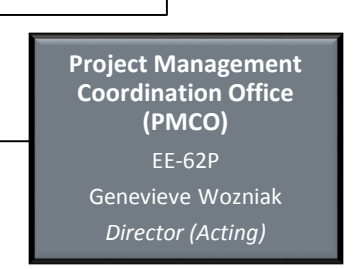 Project Management
Coordination Office
(PMCO)
EE-62P
Genevieve Wozniak
Director (Acting)